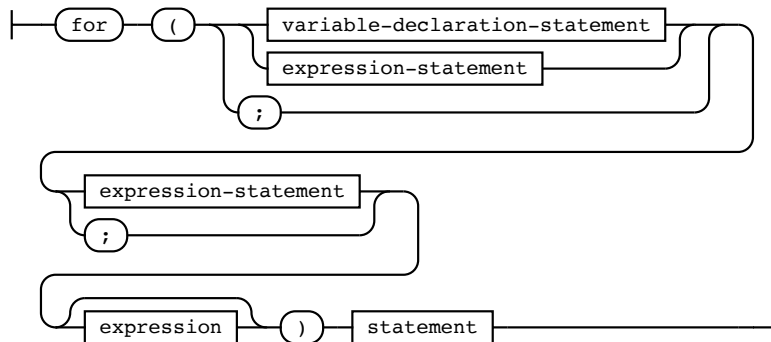 for ( variable-declaration-statement
expression-statement
;
expression-statement
;
expression ) statement